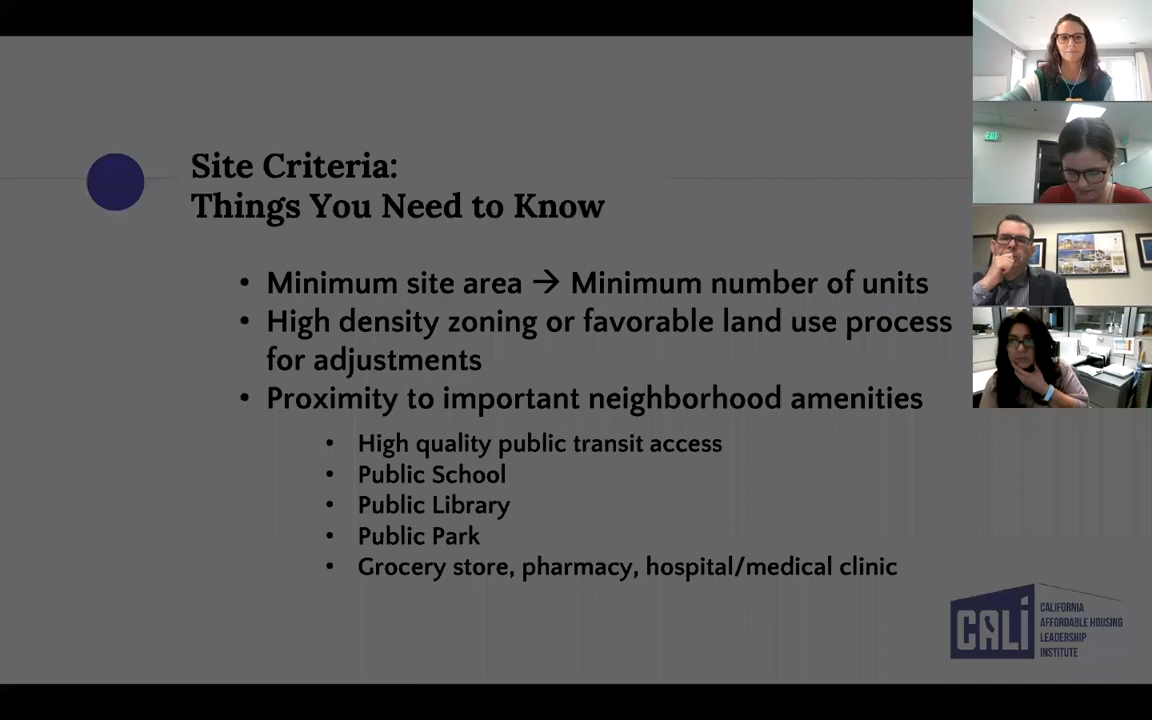 Site Criteria:
Things You Need to Know
• Minimum site area → Minimum number of units
• High density zoning or favorable land use process
for adjustments
• Proximity to important neighborhood amenities
• High quality public transit access
• Public School
• Public Library
• Public Park
• Grocery store, pharmacy, hospital/medical clinic
CALI
CALIFORNIA
AFFORDABLE HOUSING
LEADERSHIP
INSTITUTE
EXIT